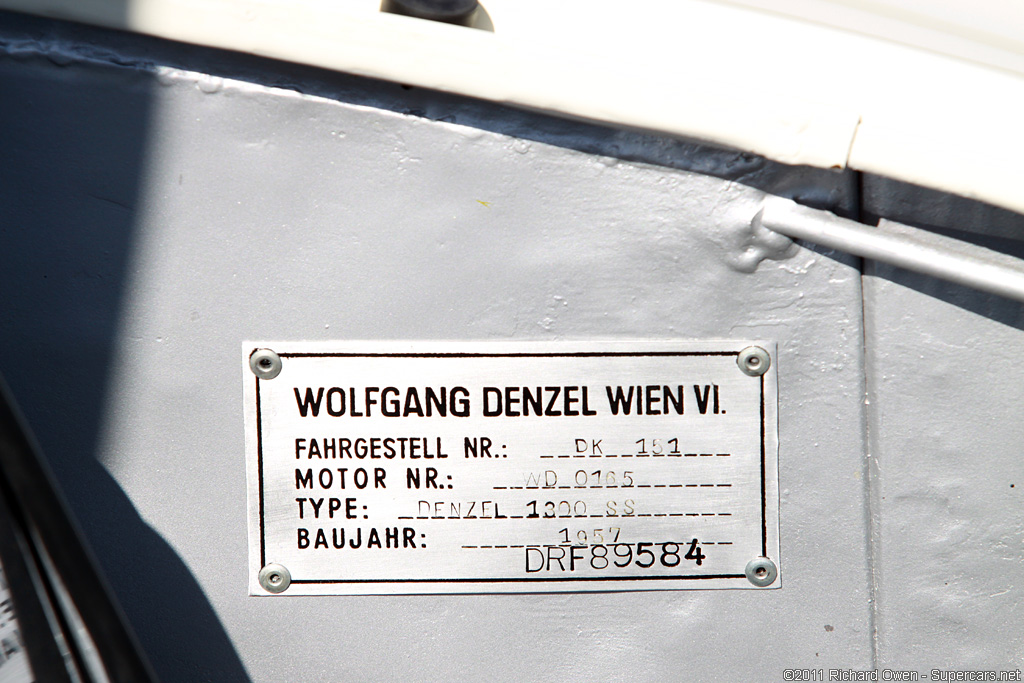 WOLFGANG DENZEL WIEN VI.
FAHRGESTELL NR.: DK 151
MOTOR NR.: WD 0165
TYPE: DENZEL 1300 SS
BAUJAHR: 1957
DRF89584
©2011 Richard Owen - Supercars.net